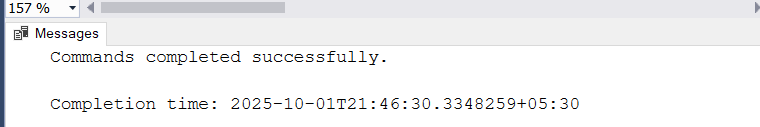 157 %
Messages
Commands completed successfully.
Completion time: 2025-10-01T21:46:30.3348259+05:30